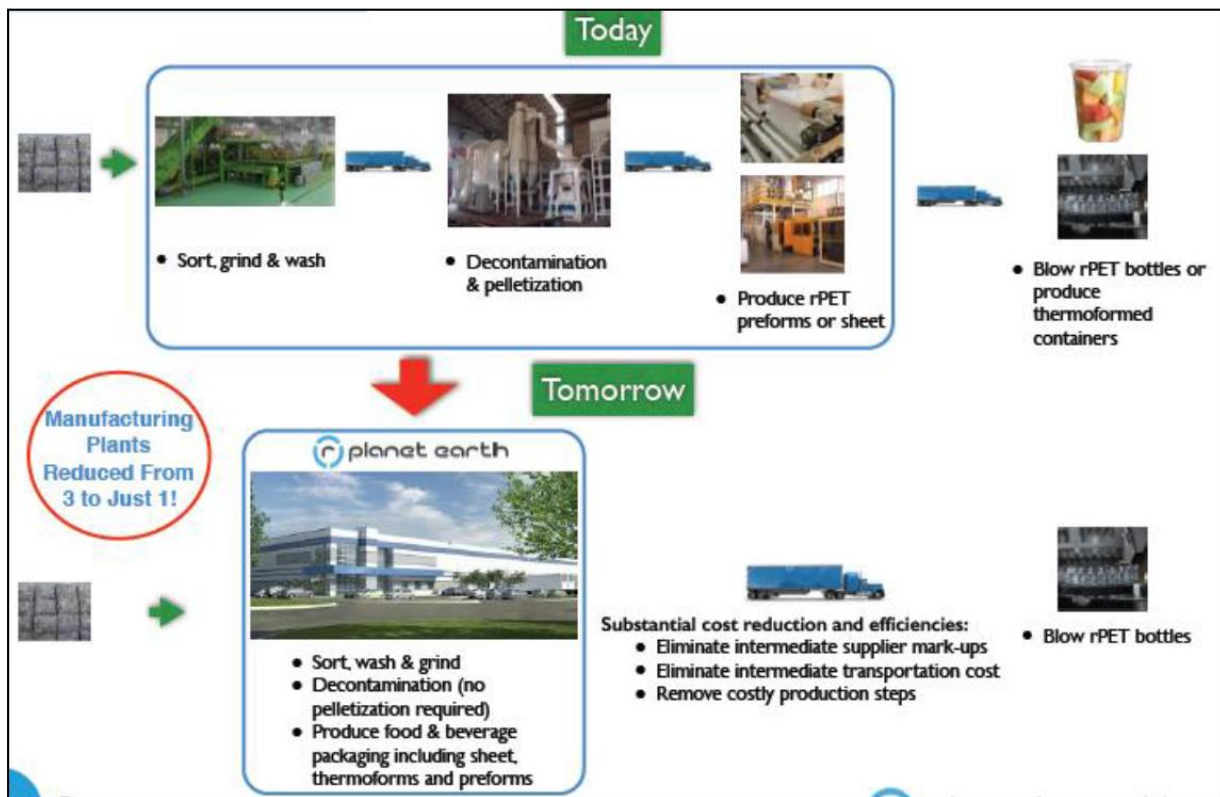 Today
• Sort, grind & wash
• Decontamination
& pelletization
• Produce rPET
preforms or sheet
• Blow rPET bottles or
produce
thermoformed
containers
Tomorrow
Manufacturing
Plants
Reduced From
3 to Just 1!
r planet earth
• Sort, wash & grind
• Decontamination (no
pelletization required)
• Produce food & beverage
packaging including sheet,
thermoforms and preforms
Substantial cost reduction and efficiencies:
• Eliminate intermediate supplier mark-ups
• Eliminate intermediate transportation cost
• Remove costly production steps
• Blow rPET bottles